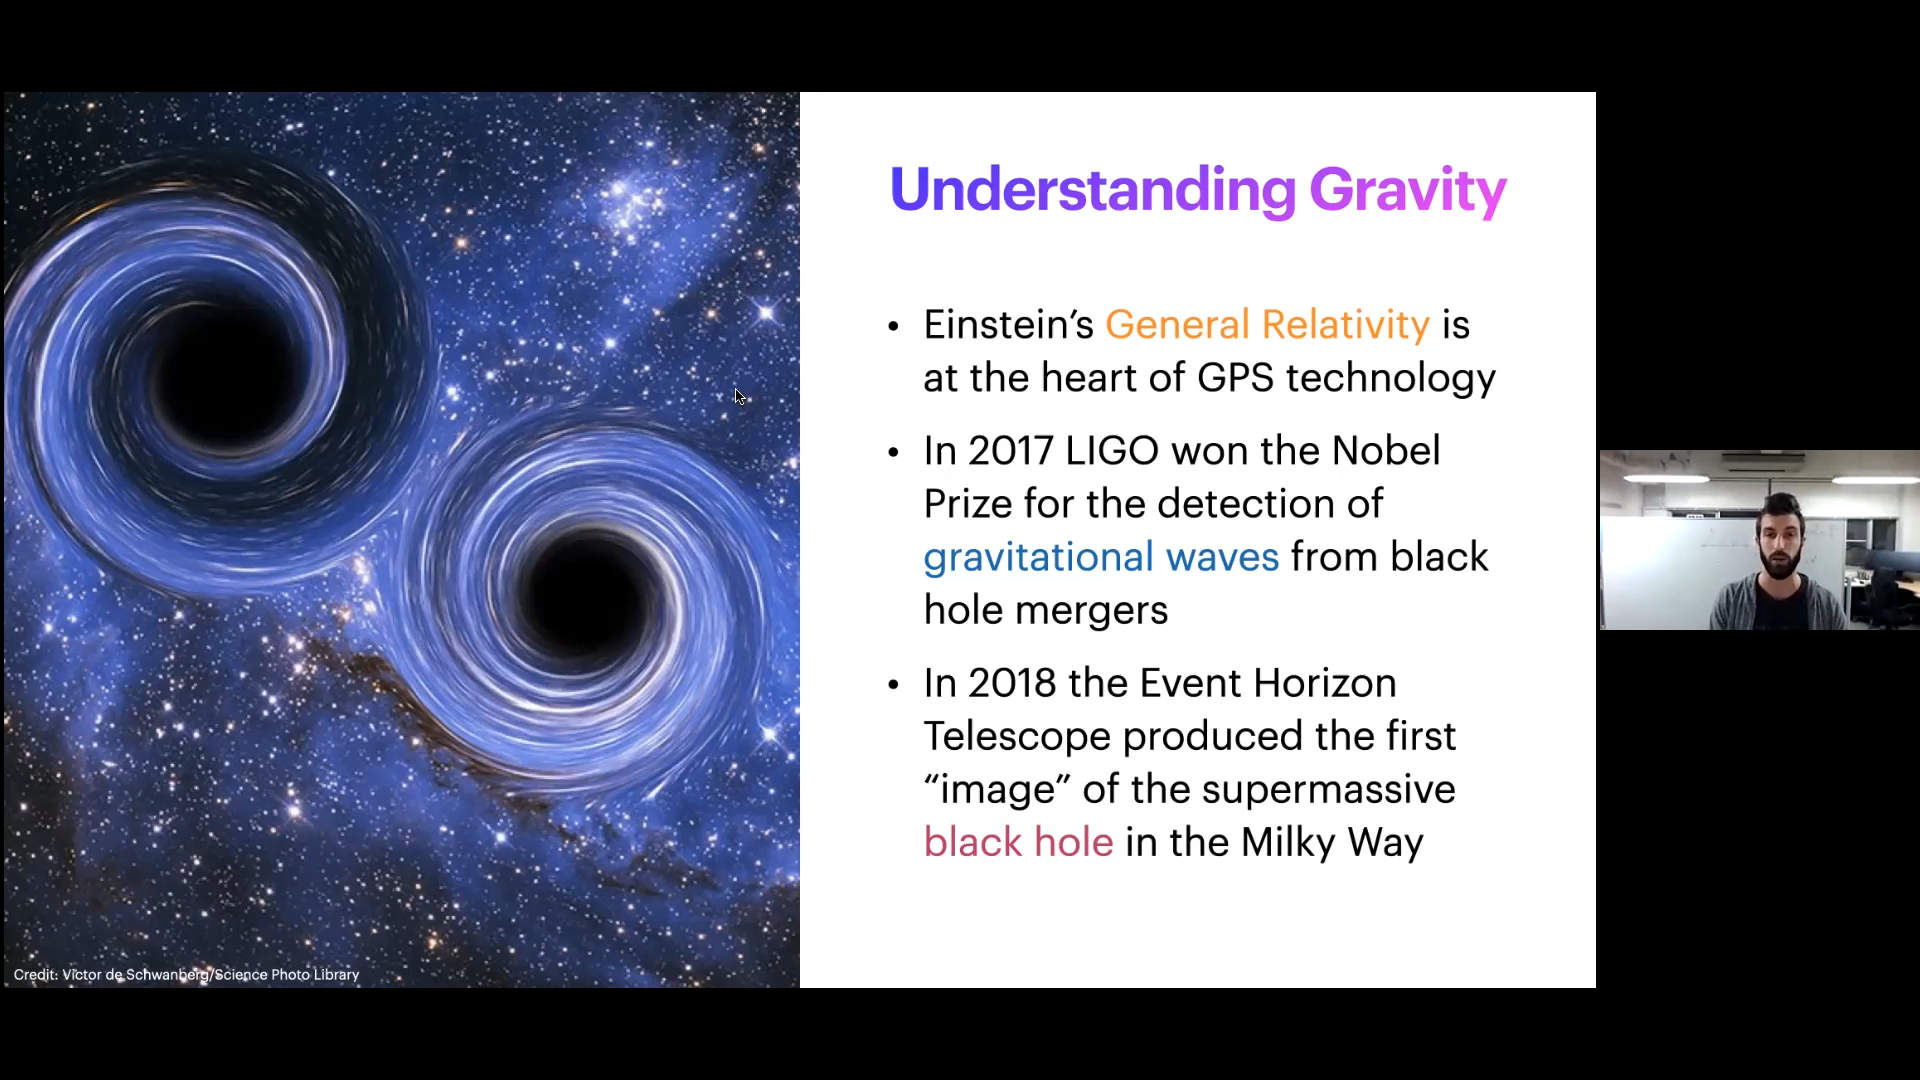 Understanding Gravity
• Einstein’s General Relativity is
at the heart of GPS technology
• In 2017 LIGO won the Nobel
Prize for the detection of
gravitational waves from black
hole mergers
• In 2018 the Event Horizon
Telescope produced the first
“image” of the supermassive
black hole in the Milky Way
Credit: Victor de Schwanberg/Science Photo Library